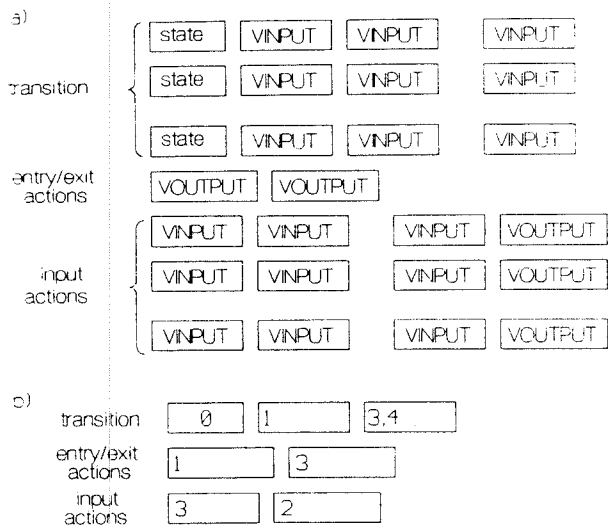 a)
state VINPUT VINPUT VINPUT
transition state VINPUT VINPUT VINPUT
state VINPUT VINPUT VINPUT
entry/exit actions VOUTPUT VOUTPUT
VINPUT VINPUT VINPUT VOUTPUT
input actions VINPUT VINPUT VINPUT VOUTPUT
VINPUT VINPUT VINPUT VOUTPUT
b)
transition 0 1 3,4
entry/exit actions 1 3
input actions 3 2